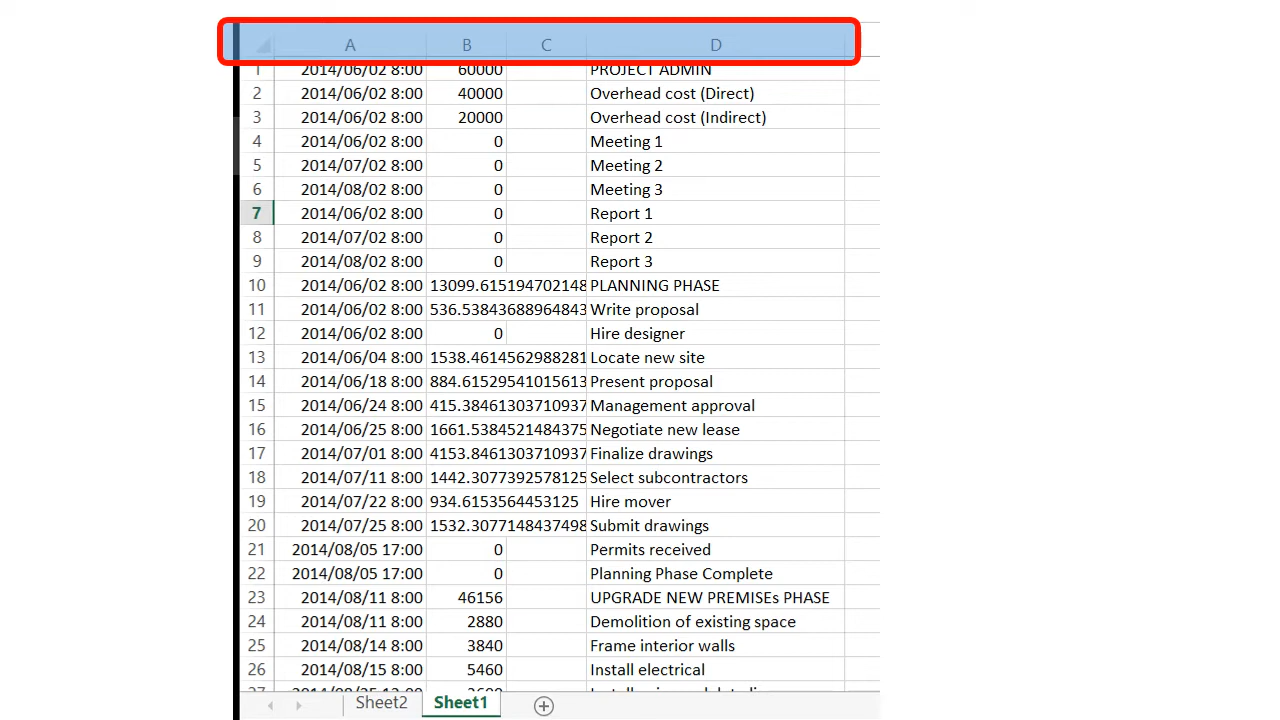 A B C D
1 2014/06/02 8:00 60000 PROJECT ADMIN
2 2014/06/02 8:00 40000 Overhead cost (Direct)
3 2014/06/02 8:00 20000 Overhead cost (Indirect)
4 2014/06/02 8:00 0 Meeting 1
5 2014/07/02 8:00 0 Meeting 2
6 2014/08/02 8:00 0 Meeting 3
7 2014/06/02 8:00 0 Report 1
8 2014/07/02 8:00 0 Report 2
9 2014/08/02 8:00 0 Report 3
10 2014/06/02 8:00 13099.615194702148 PLANNING PHASE
11 2014/06/02 8:00 536.53843688964843 Write proposal
12 2014/06/02 8:00 0 Hire designer
13 2014/06/04 8:00 1538.4614562988281 Locate new site
14 2014/06/18 8:00 884.61529541015613 Present proposal
15 2014/06/24 8:00 415.38461303710937 Management approval
16 2014/06/25 8:00 1661.5384521484375 Negotiate new lease
17 2014/07/01 8:00 4153.8461303710937 Finalize drawings
18 2014/07/11 8:00 1442.3077392578125 Select subcontractors
19 2014/07/22 8:00 934.6153564453125 Hire mover
20 2014/07/25 8:00 1532.3077148437498 Submit drawings
21 2014/08/05 17:00 0 Permits received
22 2014/08/05 17:00 0 Planning Phase Complete
23 2014/08/11 8:00 46156 UPGRADE NEW PREMISEs PHASE
24 2014/08/11 8:00 2880 Demolition of existing space
25 2014/08/14 8:00 3840 Frame interior walls
26 2014/08/15 8:00 5460 Install electrical
27
Sheet2 Sheet1